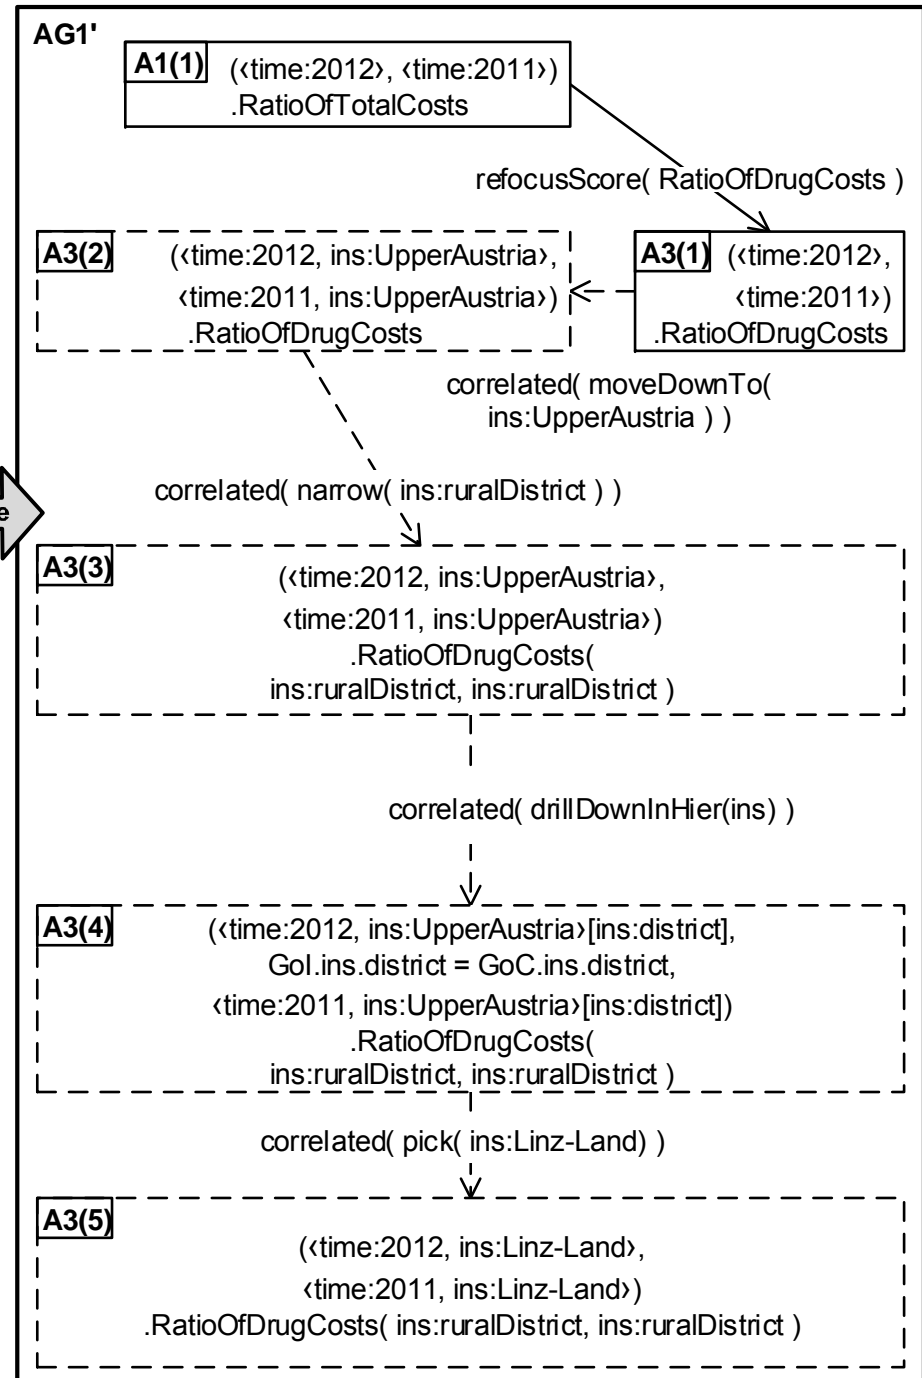 AG1'
A1(1) (‹time:2012›, ‹time:2011›)
.RatioOfTotalCosts
refocusScore( RatioOfDrugCosts )
A3(2) (‹time:2012, ins:UpperAustria›,
‹time:2011, ins:UpperAustria›)
.RatioOfDrugCosts
A3(1) (‹time:2012›,
‹time:2011›)
.RatioOfDrugCosts
correlated( moveDownTo(
ins:UpperAustria ) )
correlated( narrow( ins:ruralDistrict ) )
e
A3(3)
(‹time:2012, ins:UpperAustria›,
‹time:2011, ins:UpperAustria›)
.RatioOfDrugCosts(
ins:ruralDistrict, ins:ruralDistrict )
correlated( drillDownInHier(ins) )
A3(4) (‹time:2012, ins:UpperAustria›[ins:district],
GoI.ins.district = GoC.ins.district,
‹time:2011, ins:UpperAustria›[ins:district])
.RatioOfDrugCosts(
ins:ruralDistrict, ins:ruralDistrict )
correlated( pick( ins:Linz-Land) )
A3(5)
(‹time:2012, ins:Linz-Land›,
‹time:2011, ins:Linz-Land›)
.RatioOfDrugCosts( ins:ruralDistrict, ins:ruralDistrict )